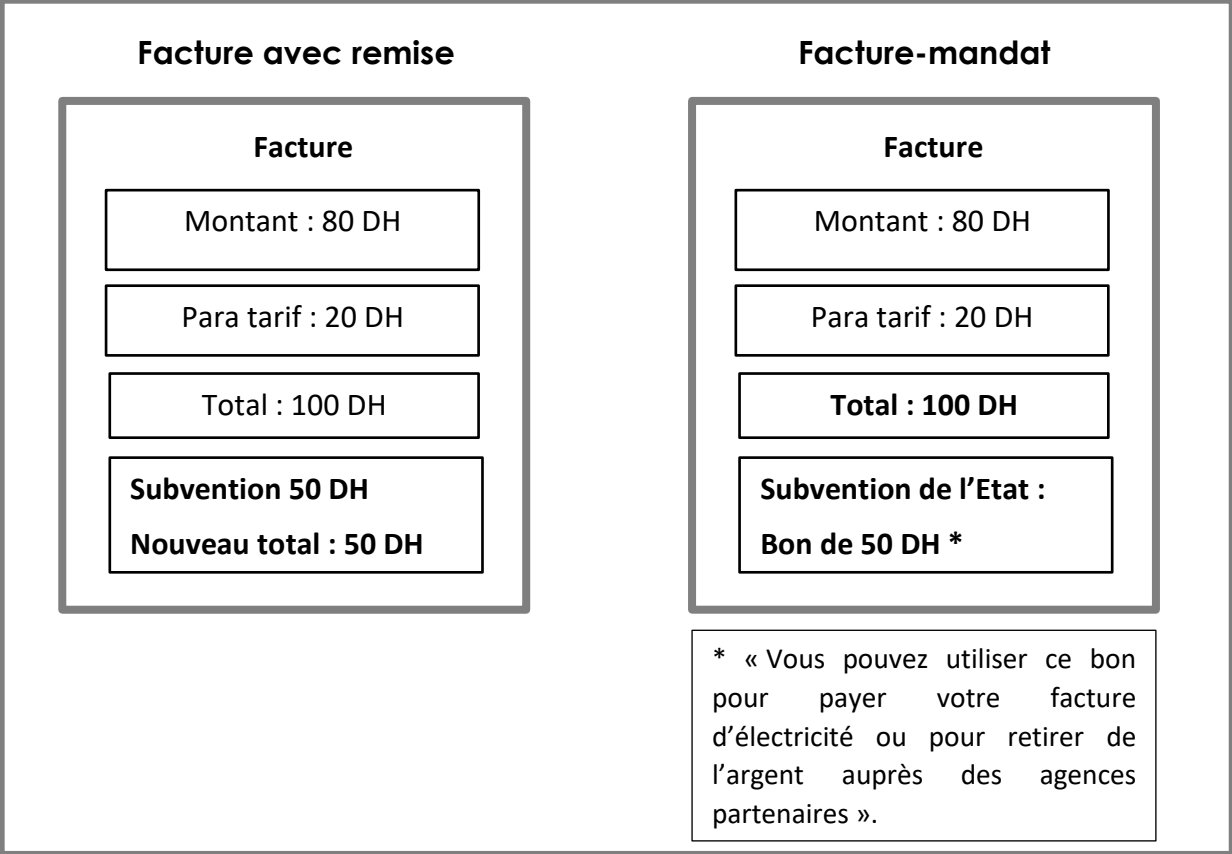 Facture avec remise
Facture
Montant : 80 DH
Para tarif : 20 DH
Total : 100 DH
Subvention 50 DH
Nouveau total : 50 DH
Facture-mandat
Facture
Montant : 80 DH
Para tarif : 20 DH
Total : 100 DH
Subvention de l’Etat :
Bon de 50 DH *
* « Vous pouvez utiliser ce bon
pour payer votre facture
d’électricité ou pour retirer de
l’argent auprès des agences
partenaires ».